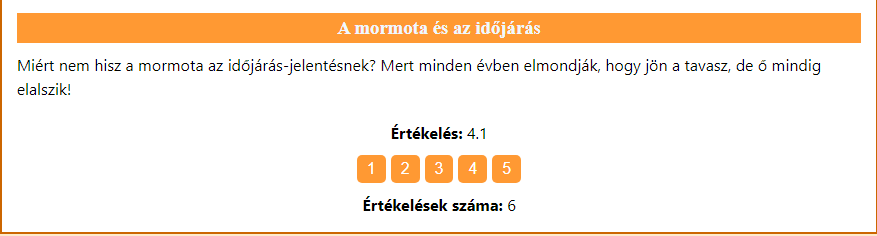 A mormota és az időjárás
Miért nem hisz a mormota az időjárás-jelentésnek? Mert minden évben elmondják, hogy jön a tavasz, de ő mindig
elalszik!
Értékelés: 4.1
1 2 3 4 5
Értékelések száma: 6